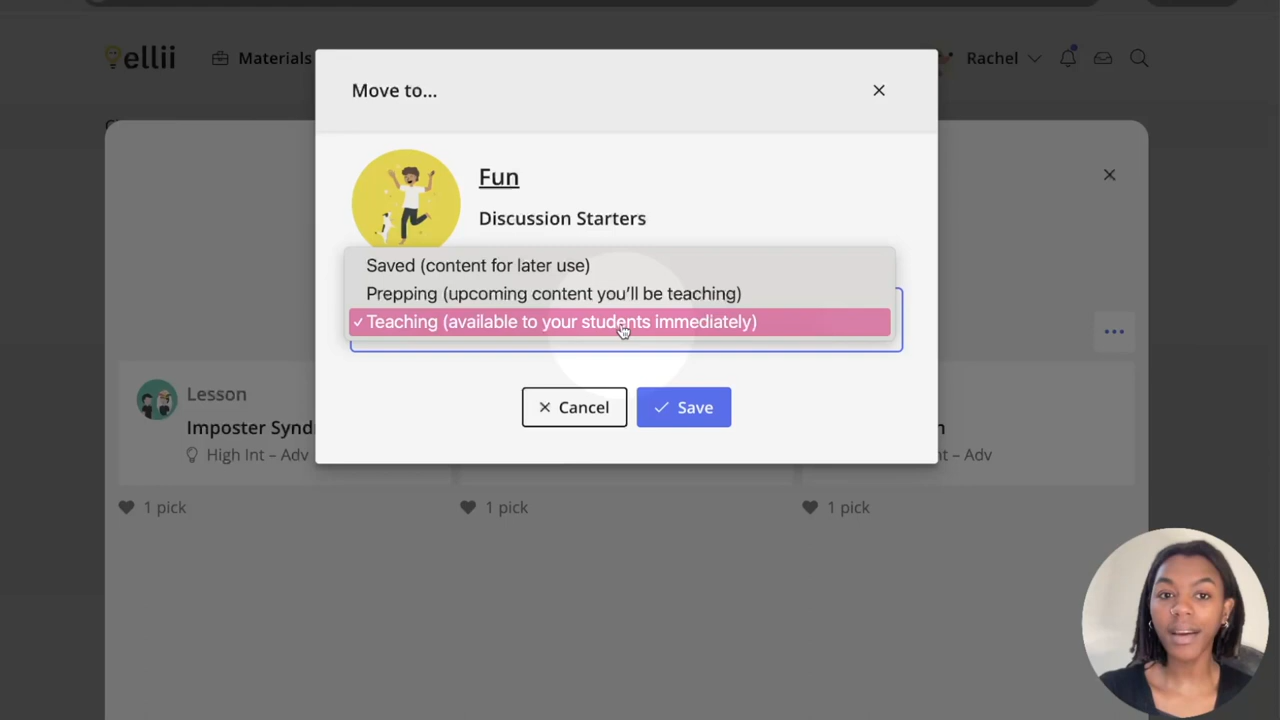 ellii
Materials
Rachel
Move to...
Fun
Discussion Starters
Saved (content for later use)
Prepping (upcoming content you'll be teaching)
✓ Teaching (available to your students immediately)
Cancel
Save
Lesson
Imposter Synd
High Int – Adv
t – Adv
1 pick
1 pick
1 pick